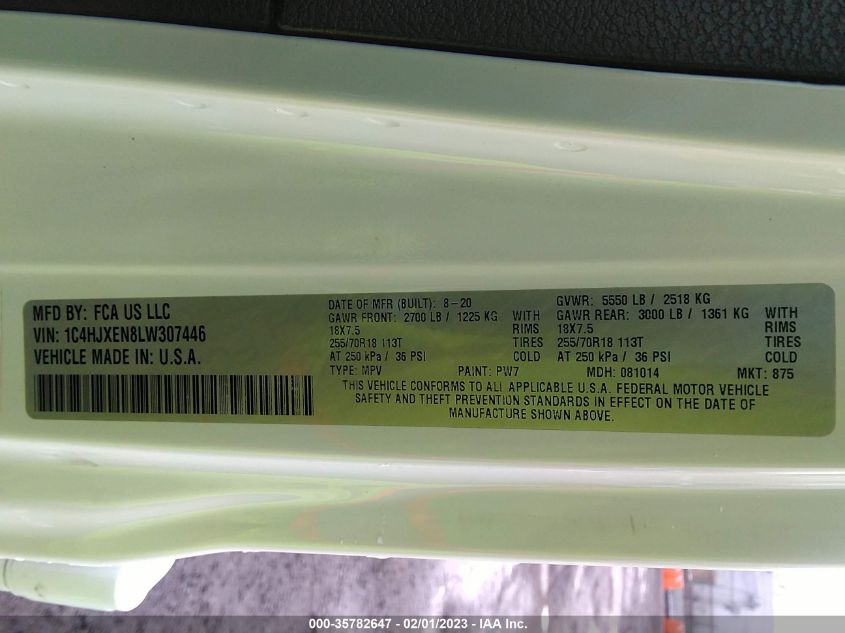 MFD BY: FCA US LLC
VIN: 1C4HJXEN8LW307446
VEHICLE MADE IN: U.S.A.
DATE OF MFR (BUILT): 8-20 GVWR: 5550 LB / 2518 KG
GAWR FRONT: 2700 LB / 1225 KG WITH GAWR REAR: 3000 LB / 1361 KG WITH
18X7.5 RIMS 18X7.5 RIMS
255/70R18 113T TIRES 255/70R18 113T TIRES
AT 250 kPa / 36 PSI COLD AT 250 kPa / 36 PSI COLD
TYPE: MPV PAINT: PW7 MDH: 081014 MKT: 875
THIS VEHICLE CONFORMS TO ALL APPLICABLE U.S.A. FEDERAL MOTOR VEHICLE
SAFETY AND THEFT PREVENTION STANDARDS IN EFFECT ON THE DATE OF
MANUFACTURE SHOWN ABOVE.
000-35782647 - 02/01/2023 - IAA Inc.